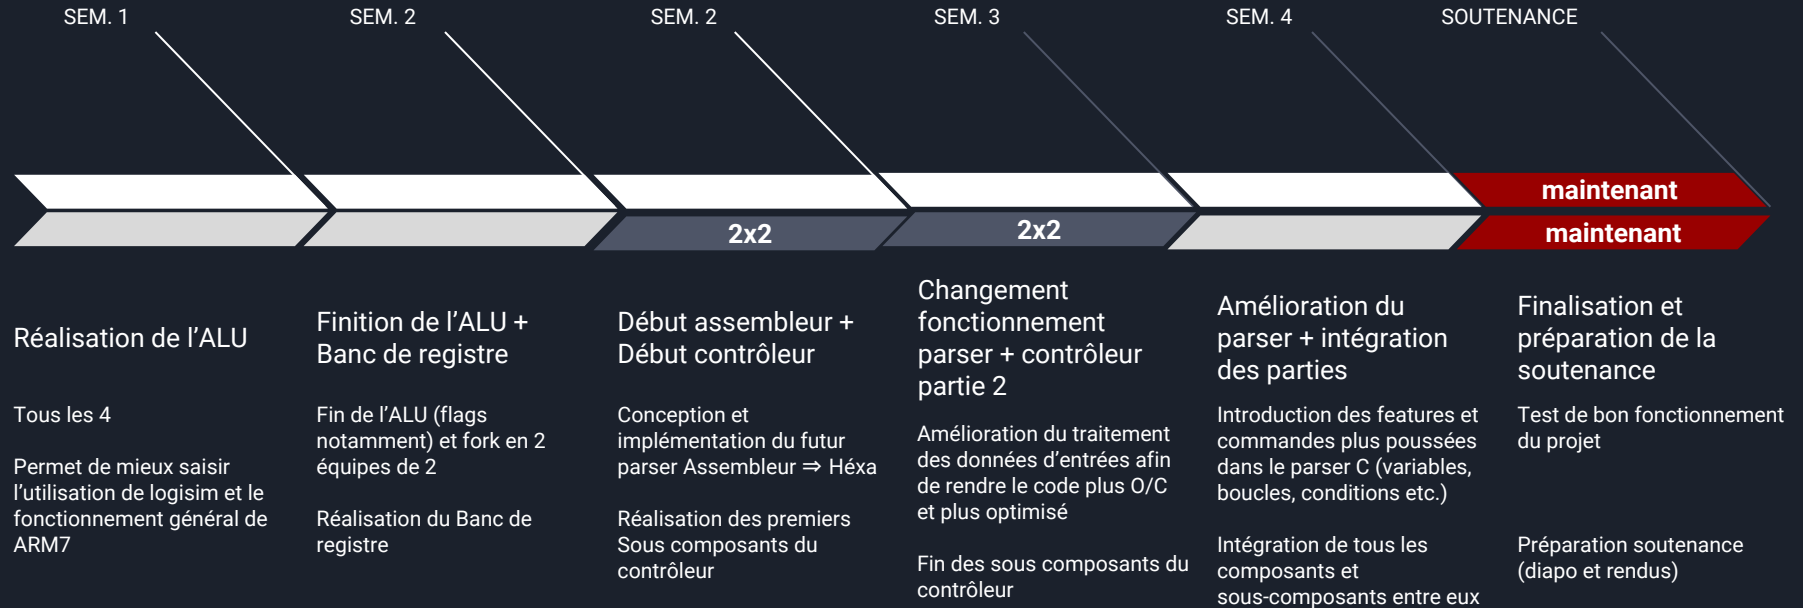 SEM. 1
SEM. 2
SEM. 2
SEM. 3
SEM. 4
SOUTENANCE
maintenant
2x2
2x2
maintenant
Réalisation de l’ALU
Tous les 4
Permet de mieux saisir
l’utilisation de logisim et le
fonctionnement général de
ARM7
Finition de l’ALU +
Banc de registre
Fin de l’ALU (flags
notamment) et fork en 2
équipes de 2
Réalisation du Banc de
registre
Début assembleur +
Début contrôleur
Conception et
implémentation du futur
parser Assembleur ⇒ Héxa
Réalisation des premiers
Sous composants du
contrôleur
Changement
fonctionnement
parser + contrôleur
partie 2
Amélioration du traitement
des données d’entrées afin
de rendre le code plus O/C
et plus optimisé
Fin des sous composants du
contrôleur
Amélioration du
parser + intégration
des parties
Introduction des features et
commandes plus poussées
dans le parser C (variables,
boucles, conditions etc.)
Intégration de tous les
composants et
sous-composants entre eux
Finalisation et
préparation de la
soutenance
Test de bon fonctionnement
du projet
Préparation soutenance
(diapo et rendus)